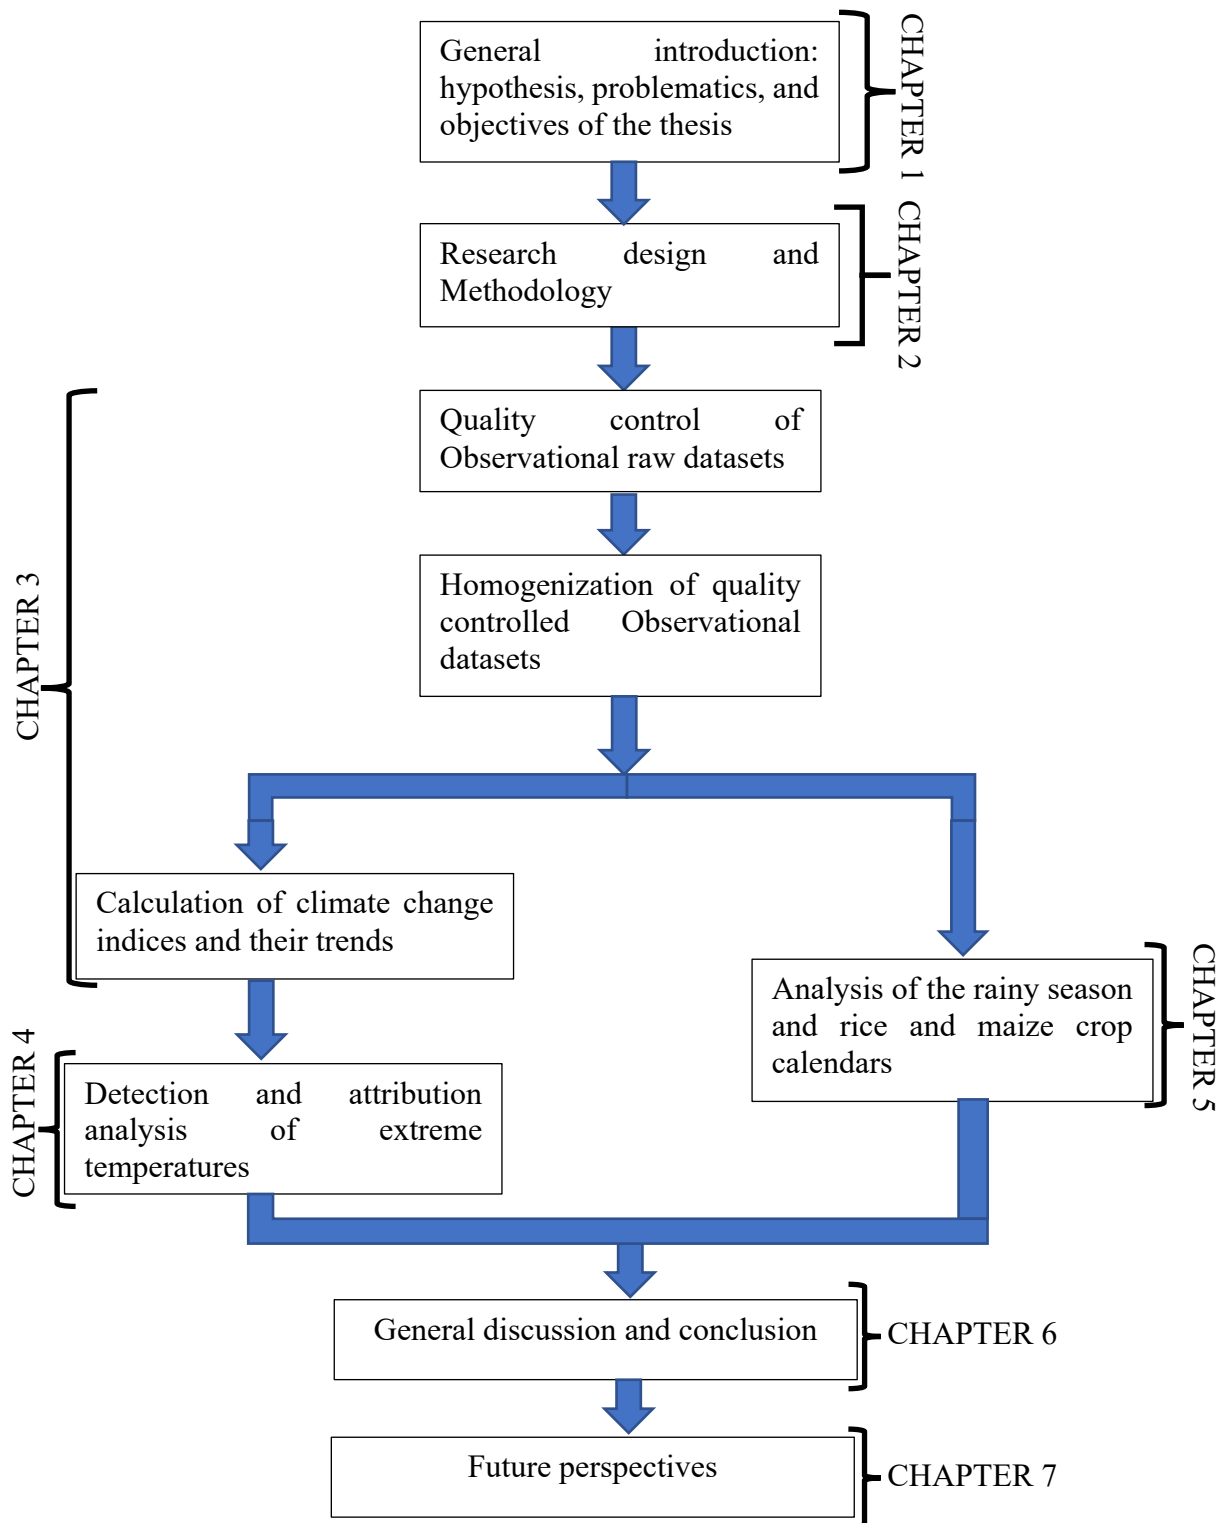 General introduction:
hypothesis, problematics, and
objectives of the thesis
CHAPTER 1
Research design and
Methodology
CHAPTER 2
Quality control of
Observational raw datasets
Homogenization of quality
controlled Observational
datasets
CHAPTER 3
Calculation of climate change
indices and their trends
Analysis of the rainy season
and rice and maize crop
calendars
CHAPTER 5
CHAPTER 4
Detection and attribution
analysis of extreme
temperatures
General discussion and conclusion
CHAPTER 6
Future perspectives
CHAPTER 7